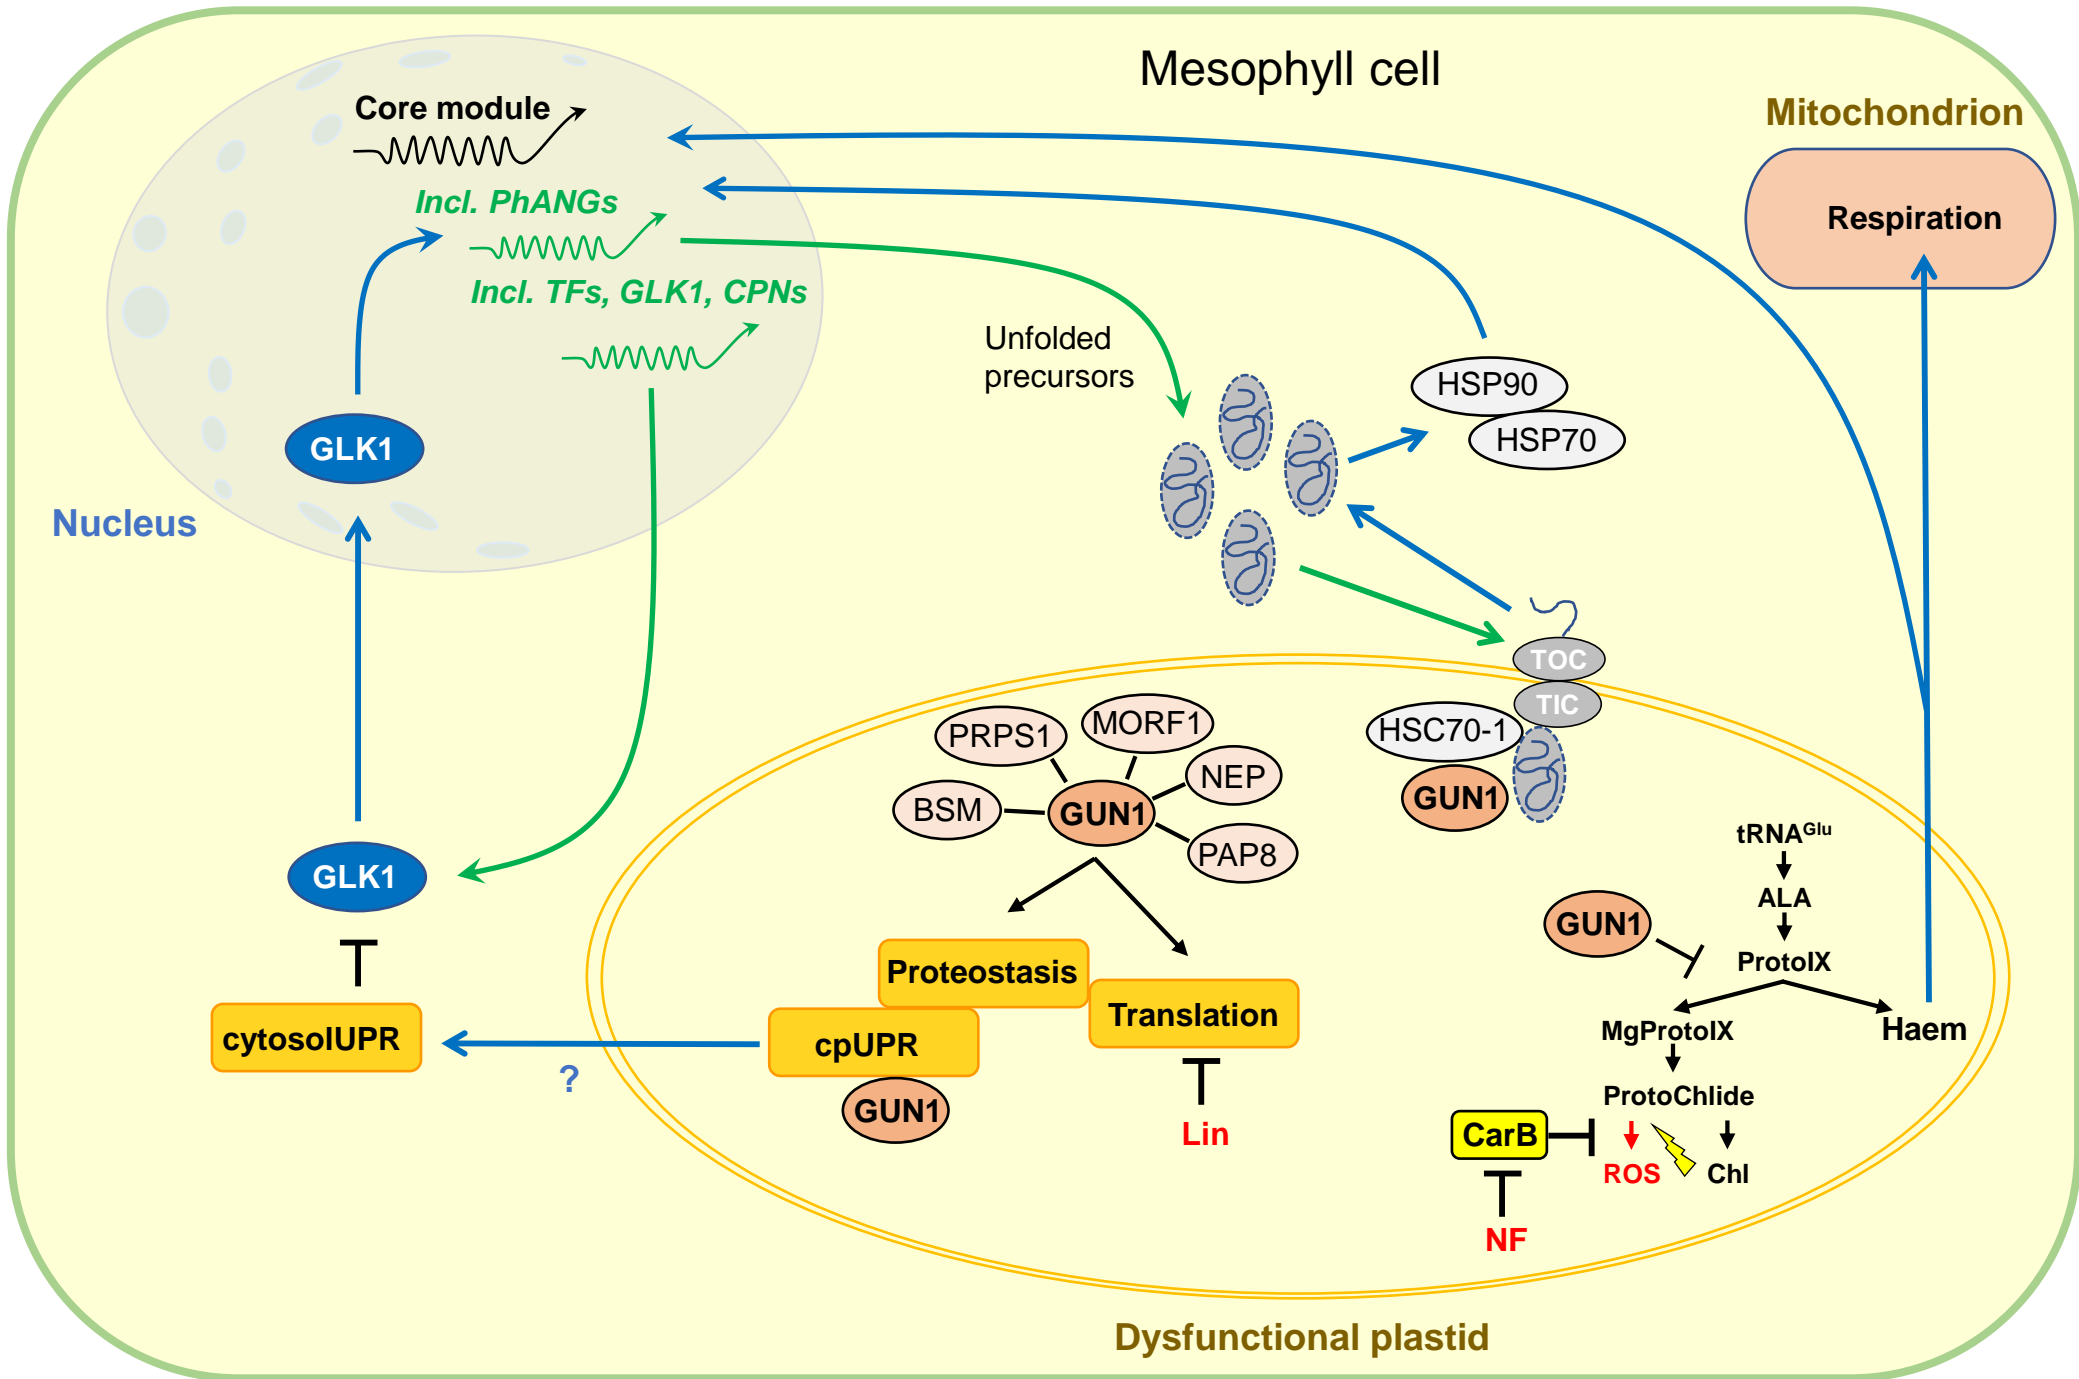 Mesophyll cell
Core module
Incl. PhANGs
Incl. TFs, GLK1, CPNs
GLK1
Nucleus
Mitochondrion
Respiration
Unfolded
precursors
HSP90
HSP70
TOC
TIC
HSC70-1
GUN1
PRPS1
MORF1
NEP
BSM
GUN1
PAP8
GLK1
cytosolUPR
?
Proteostasis
Translation
cpUPR
GUN1
Lin
tRNAGlu
ALA
GUN1
ProtoIX
MgProtoIX
Haem
ProtoChlide
CarB
ROS
Chl
NF
Dysfunctional plastid